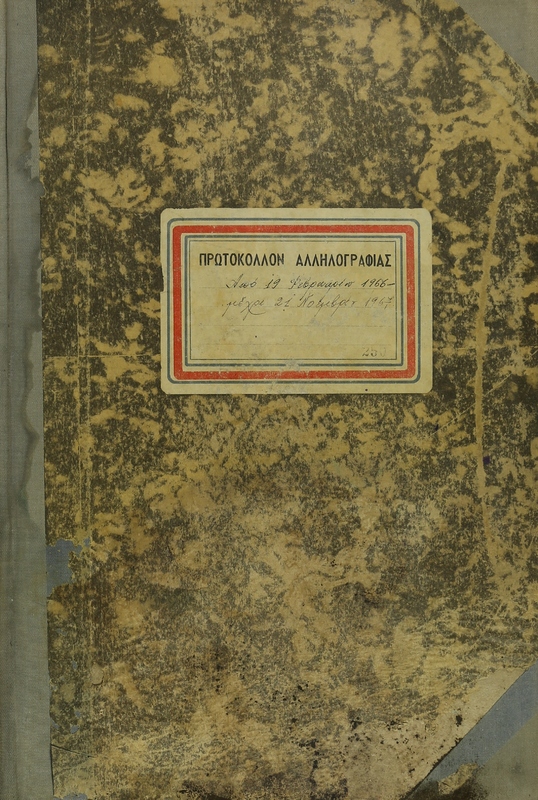 ΠΡΩΤΟΚΟΛΛΟΝ ΑΛΛΗΛΟΓΡΑΦΙΑΣ
Από 19 Φεβρουαρίου 1966 –
μέχρι 21 Νοεμβρίου 1967